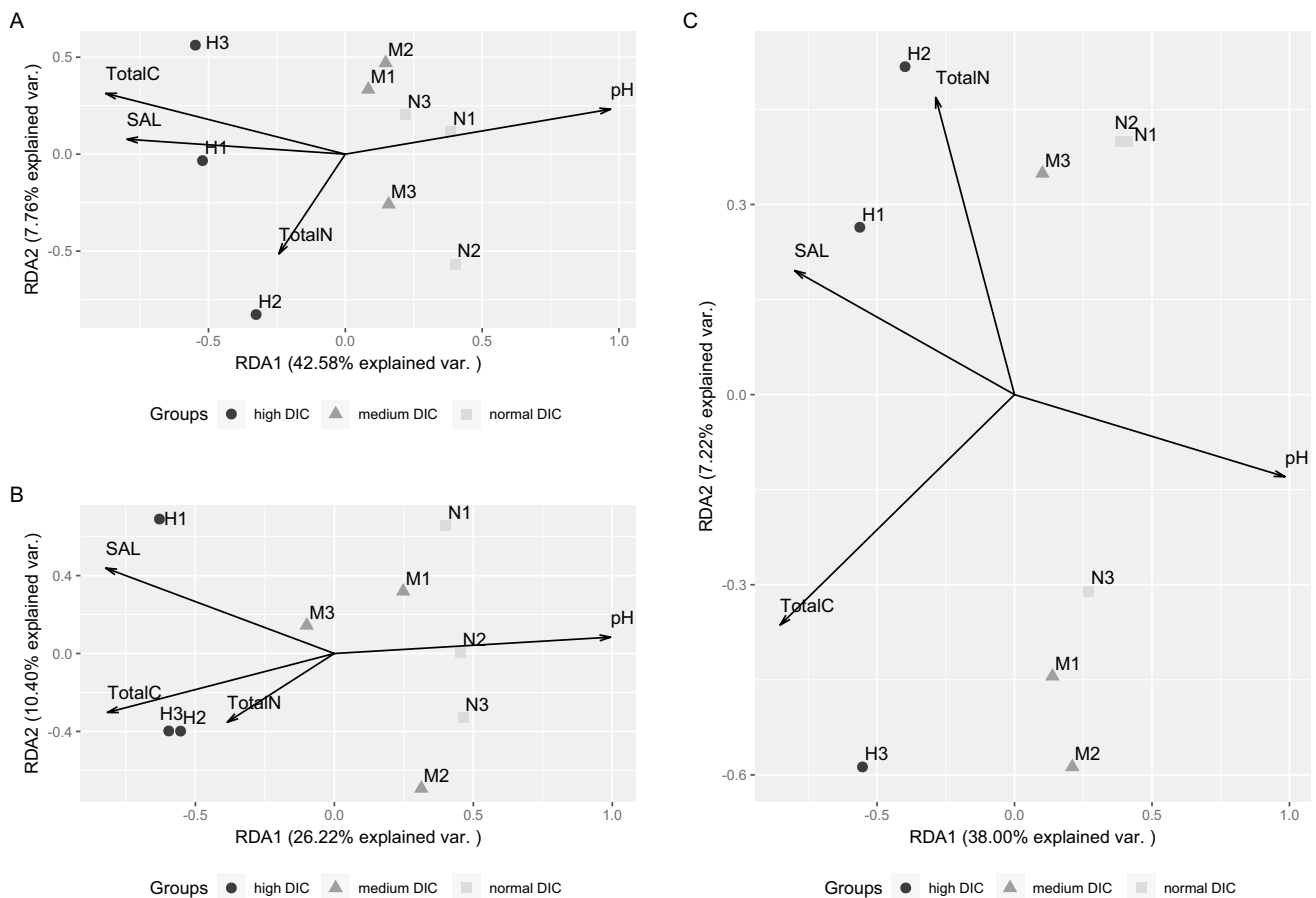 A
RDA2 (7.76% explained var.)
0.5
0.0
-0.5
H3
M2
TotalC
M1
pH
N3
SAL
N1
H1
M3
TotalN
N2
H2
-0.5
0.0
0.5
1.0
RDA1 (42.58% explained var. )
Groups high DIC medium DIC normal DIC
B
RDA2 (10.40% explained var.)
0.4
0.0
-0.4
H1
N1
SAL
M1
M3
pH
N2
TotalC
TotalN
H3
H2
N3
M2
-0.5
0.0
0.5
1.0
RDA1 (26.22% explained var. )
Groups high DIC medium DIC normal DIC
C
RDA2 (7.22% explained var.)
0.3
0.0
-0.3
-0.6
H2
TotalN
N2
N1
M3
H1
SAL
pH
N3
TotalC
M1
H3
M2
-0.5
0.0
0.5
1.0
RDA1 (38.00% explained var. )
Groups high DIC medium DIC normal DIC